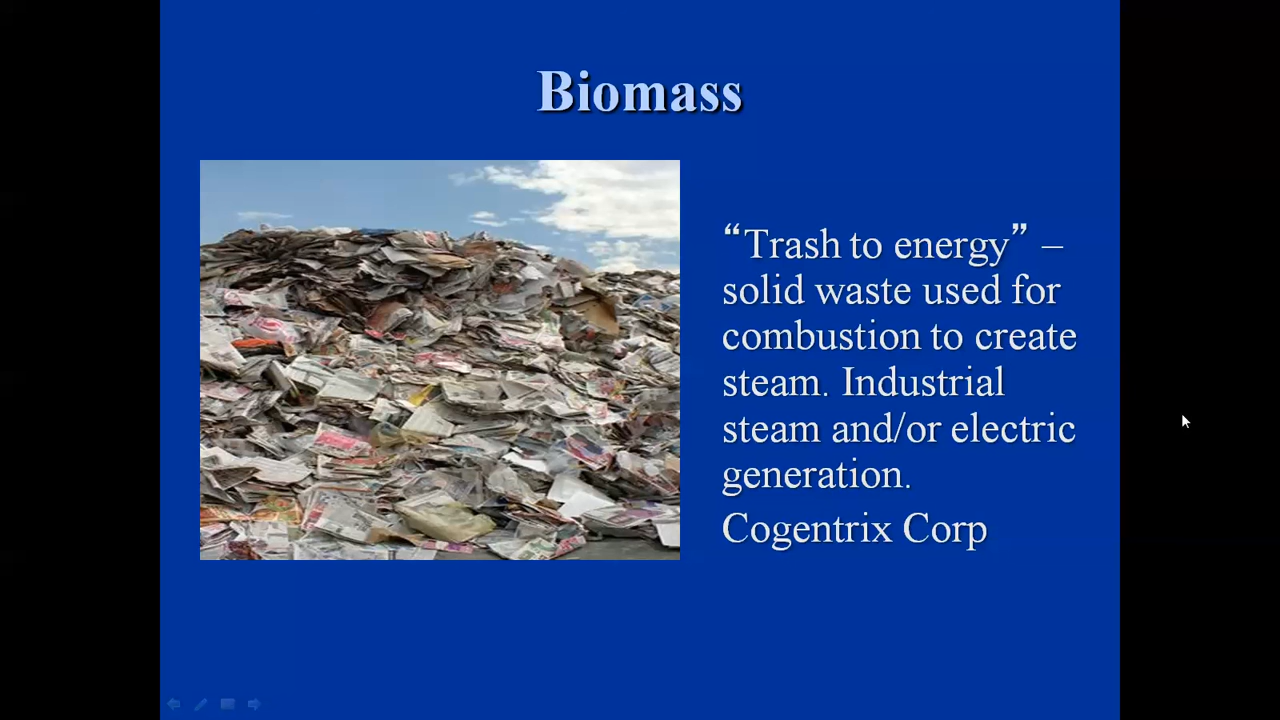 Biomass
“Trash to energy” –
solid waste used for
combustion to create
steam. Industrial
steam and/or electric
generation.
Cogentrix Corp